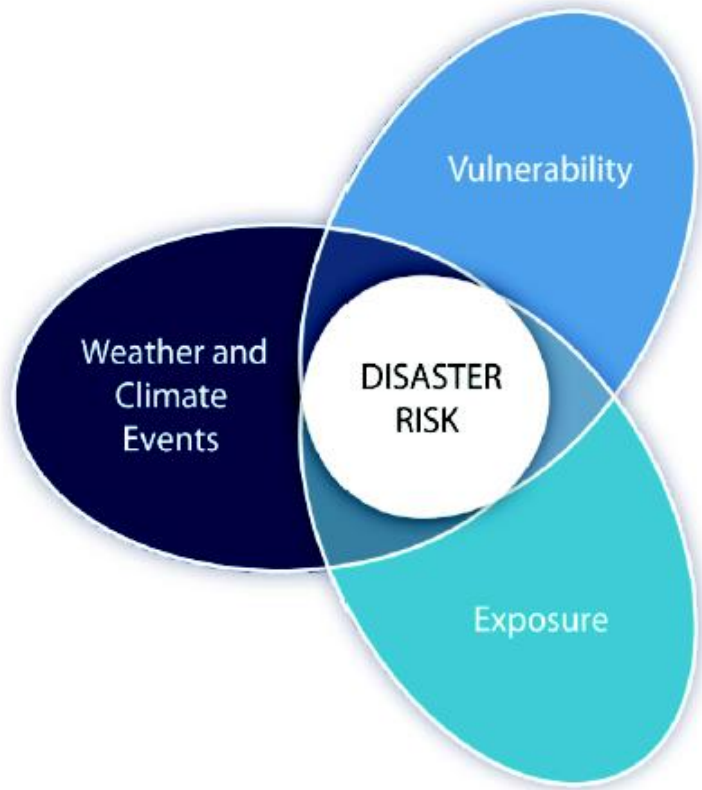 Vulnerability
Weather and
Climate
Events
DISASTER
RISK
Exposure